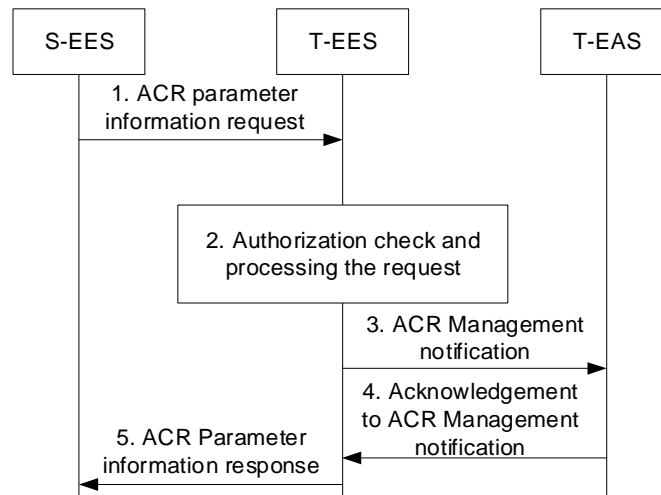 S-EES
T-EES
T-EAS
1. ACR parameter
information request
2. Authorization check and
processing the request
3. ACR Management
notification
4. Acknowledgement
to ACR Management
notification
5. ACR Parameter
information response